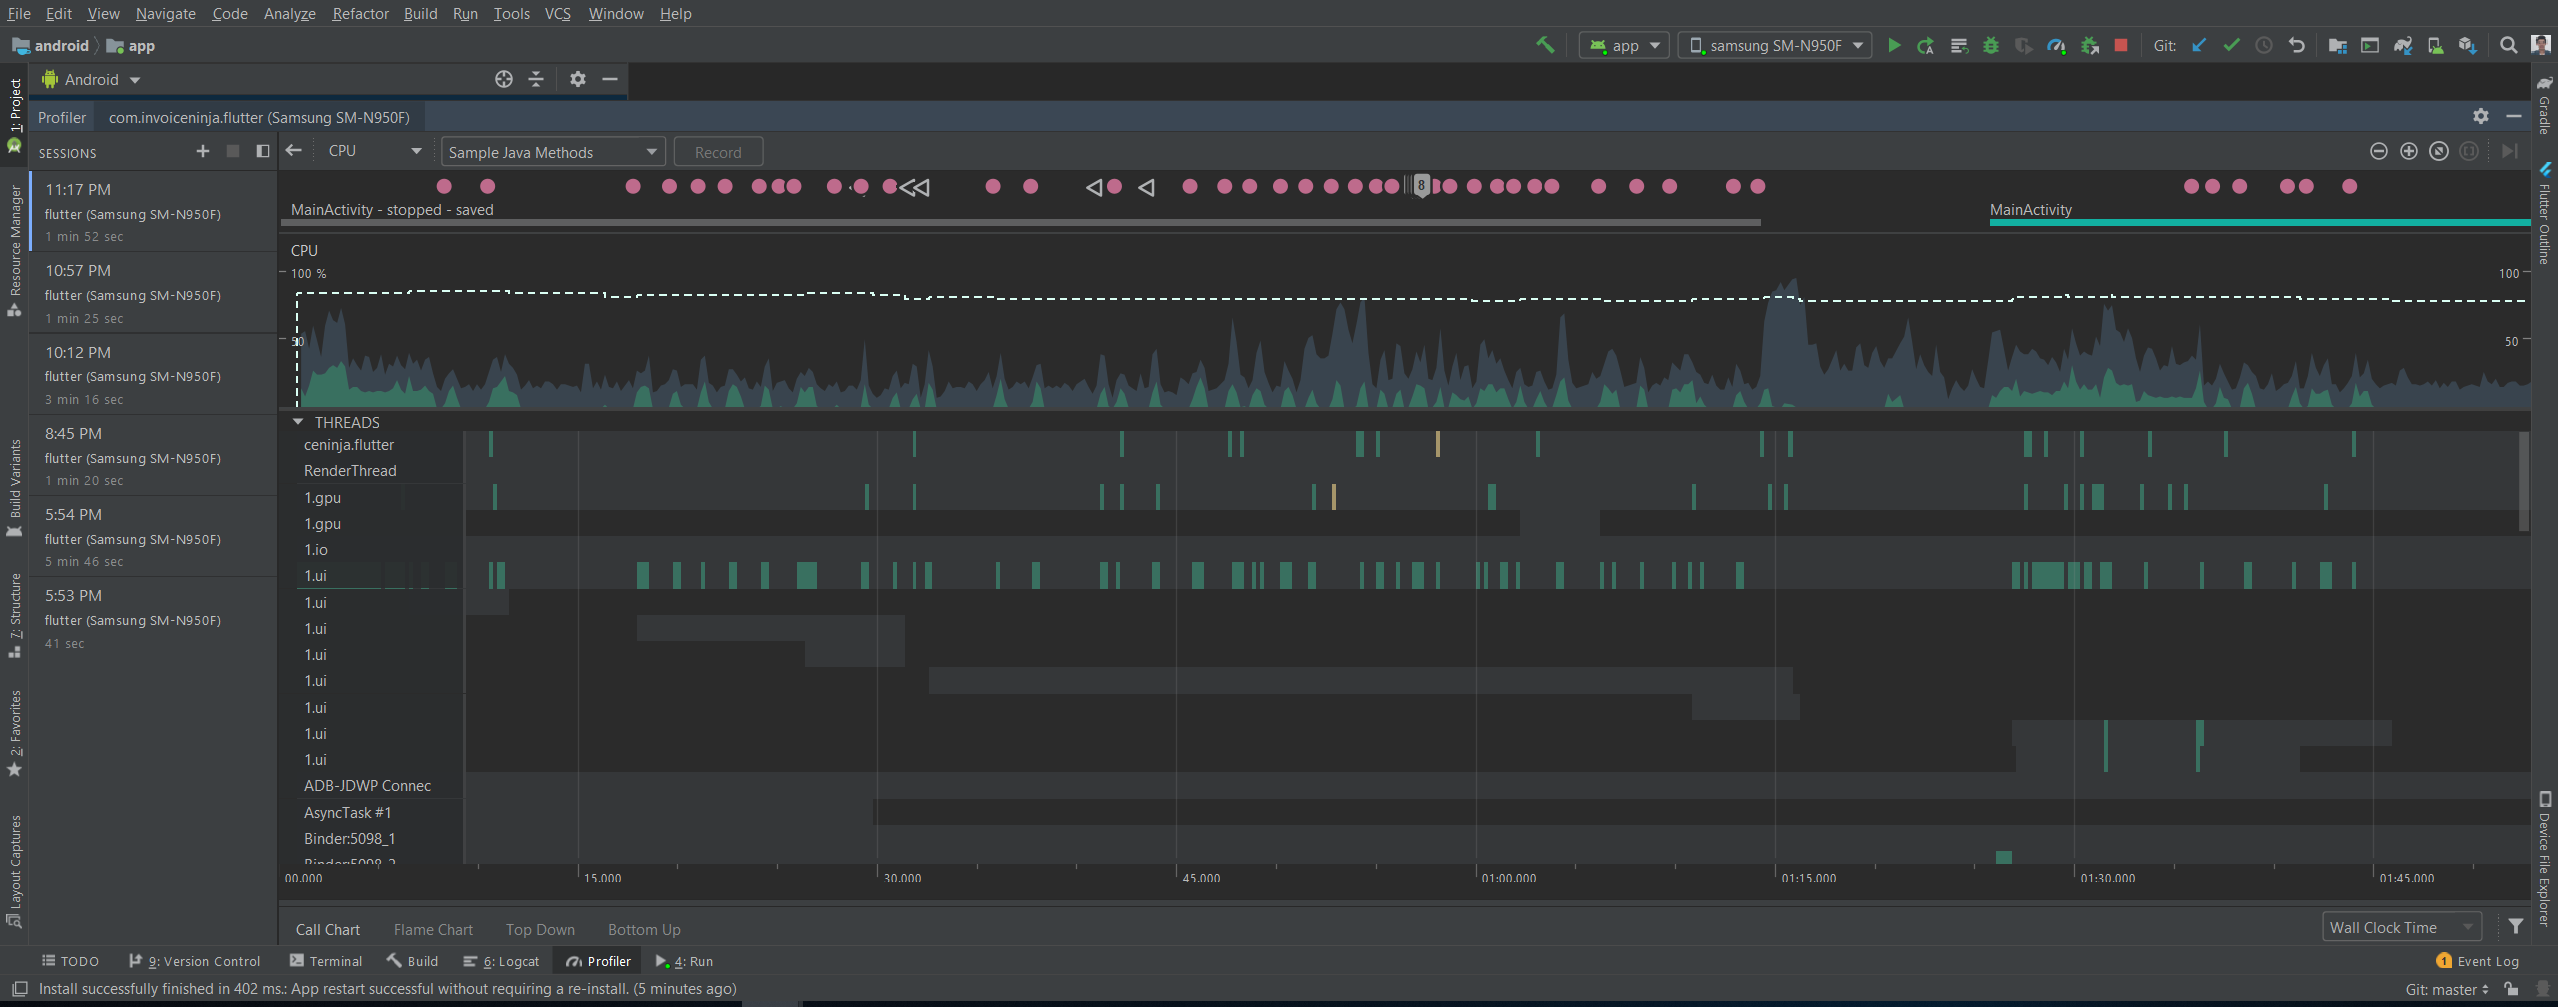 File Edit View Navigate Code Analyze Refactor Build Run Tools VCS Window Help
android app
app samsung SM-N950F Git:
Android
Profiler com.invoiceninja.flutter (Samsung SM-N950F)
SESSIONS CPU Sample Java Methods Record
11:17 PM
flutter (Samsung SM-N950F)
1 min 52 sec
10:57 PM
flutter (Samsung SM-N950F)
1 min 25 sec
10:12 PM
flutter (Samsung SM-N950F)
3 min 16 sec
8:45 PM
flutter (Samsung SM-N950F)
1 min 20 sec
5:54 PM
flutter (Samsung SM-N950F)
5 min 46 sec
5:53 PM
flutter (Samsung SM-N950F)
41 sec
8
MainActivity - stopped - saved MainActivity
CPU
100 % 100
50 50
THREADS
ceninja.flutter
RenderThread
1.gpu
1.gpu
1.io
1.ui
1.ui
1.ui
1.ui
1.ui
1.ui
1.ui
1.ui
ADB-JDWP Connec
AsyncTask #1
Binder:5098_1
Binder:5098_2
00.000 15.000 30.000 45.000 01:00.000 01:15.000 01:30.000 01:45.000
Call Chart Flame Chart Top Down Bottom Up Wall Clock Time
1: Project
Resource Manager
Build Variants
7: Structure
2: Favorites
Layout Captures
Gradle
Flutter Outline
Device File Explorer
TODO 9: Version Control Terminal Build 6: Logcat Profiler 4: Run 1 Event Log
Install successfully finished in 402 ms.: App restart successful without requiring a re-install. (5 minutes ago) Git: master